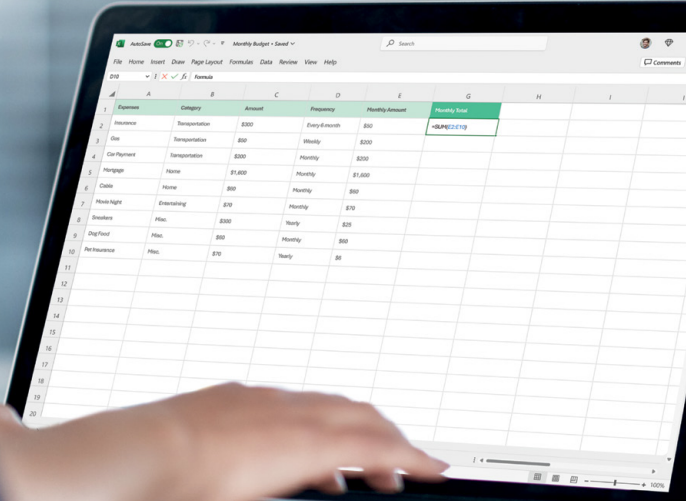 AutoSave On Monthly Budget • Saved Search
File Home Insert Draw Page Layout Formulas Data Review View Help Comments
D10 fx Formula
A B C D E G H I
1 Expenses Category Amount Frequency Monthly Amount Monthly Total
2 Insurance Transportation $300 Every 6 month $50 =SUM(E2:E10)
3 Gas Transportation $50 Weekly $200
4 Car Payment Transportation $200 Monthly $200
5 Mortgage Home $1,600 Monthly $1,600
6 Cable Home $60 Monthly $60
7 Movie Night Entertaining $70 Monthly $70
8 Sneakers Misc. $300 Yearly $25
9 Dog Food Misc. $60 Monthly $60
10 Pet Insurance Misc. $70 Yearly
11
12
13
14
15
16
17
18
19
20
100%